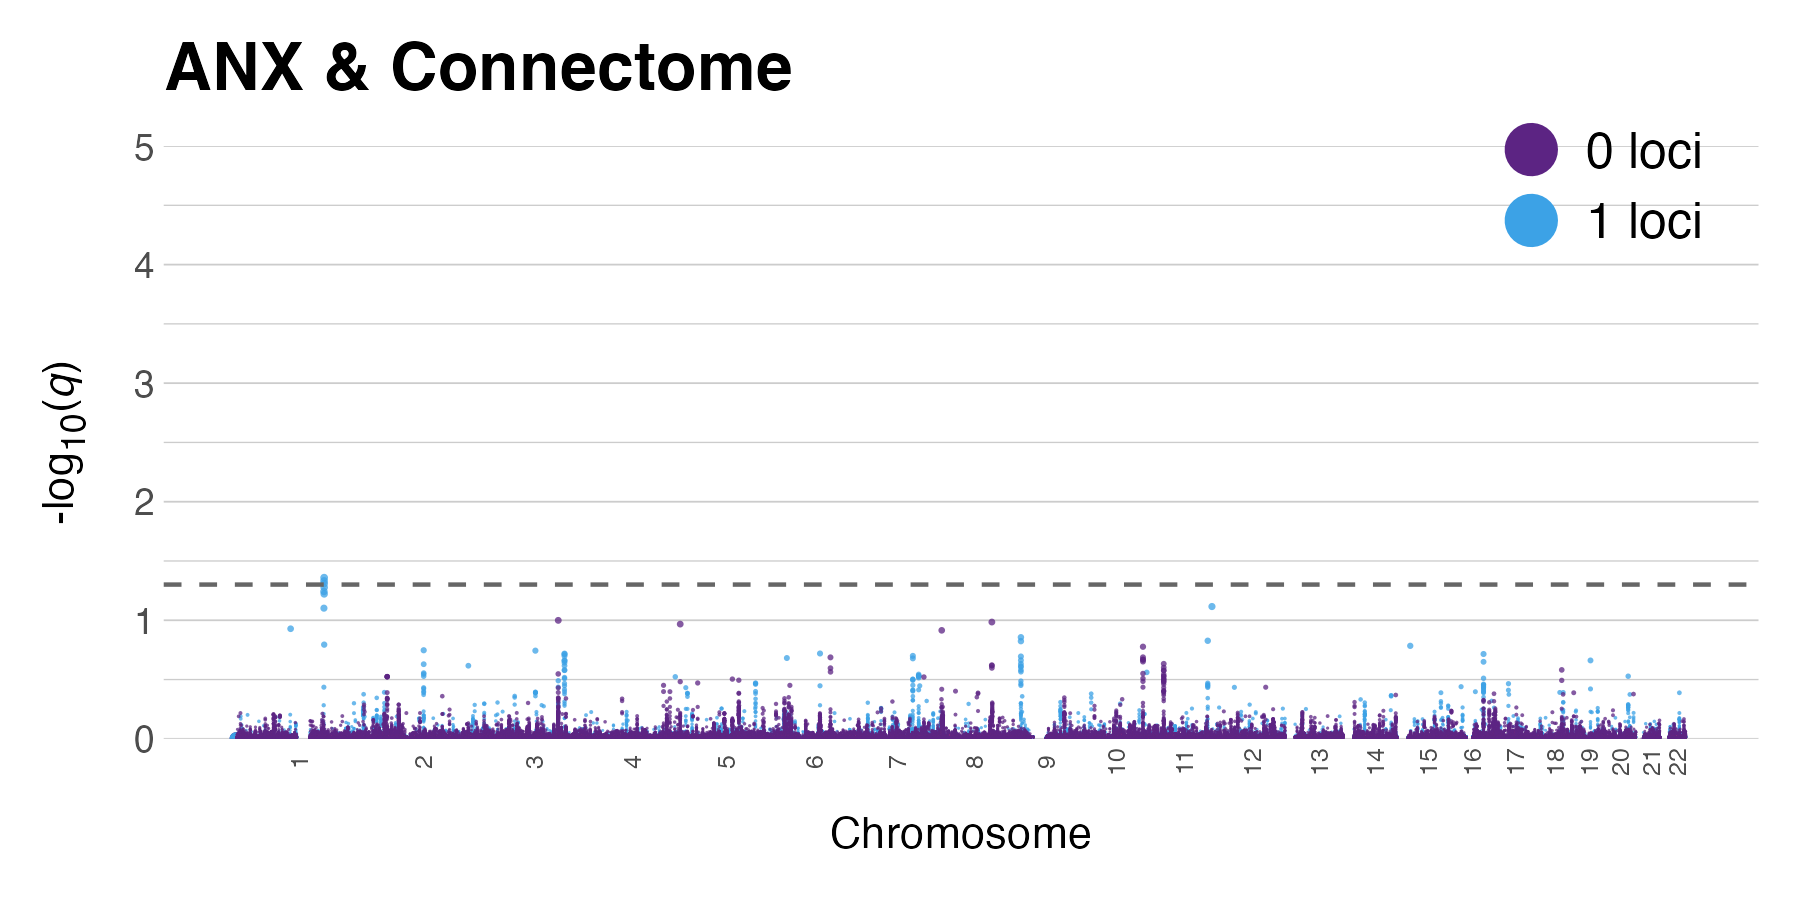 ANX & Connectome
0 loci
1 loci
5
4
3
2
1
0
-log10(q)
1 2 3 4 5 6 7 8 9 10 11 12 13 14 15 16 17 18 19 20 21 22
Chromosome